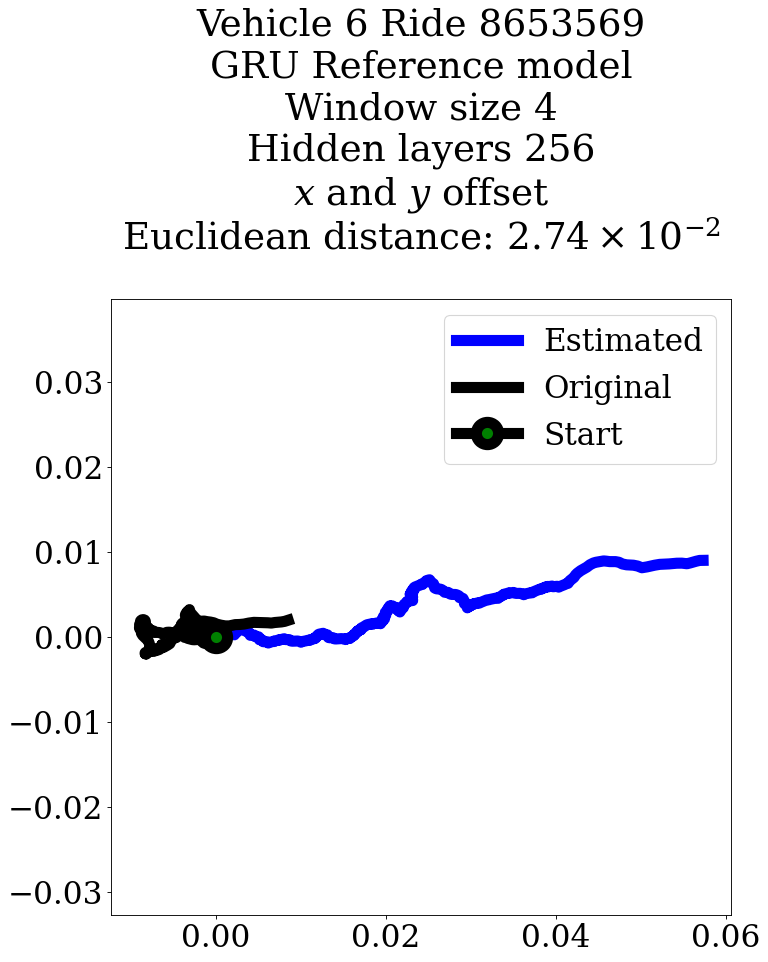 Vehicle 6 Ride 8653569
GRU Reference model
Window size 4
Hidden layers 256
x and y offset
Euclidean distance: 2.74 × 10⁻²
Estimated
Original
Start
0.03
0.02
0.01
0.00
−0.01
−0.02
−0.03
0.00 0.02 0.04 0.06